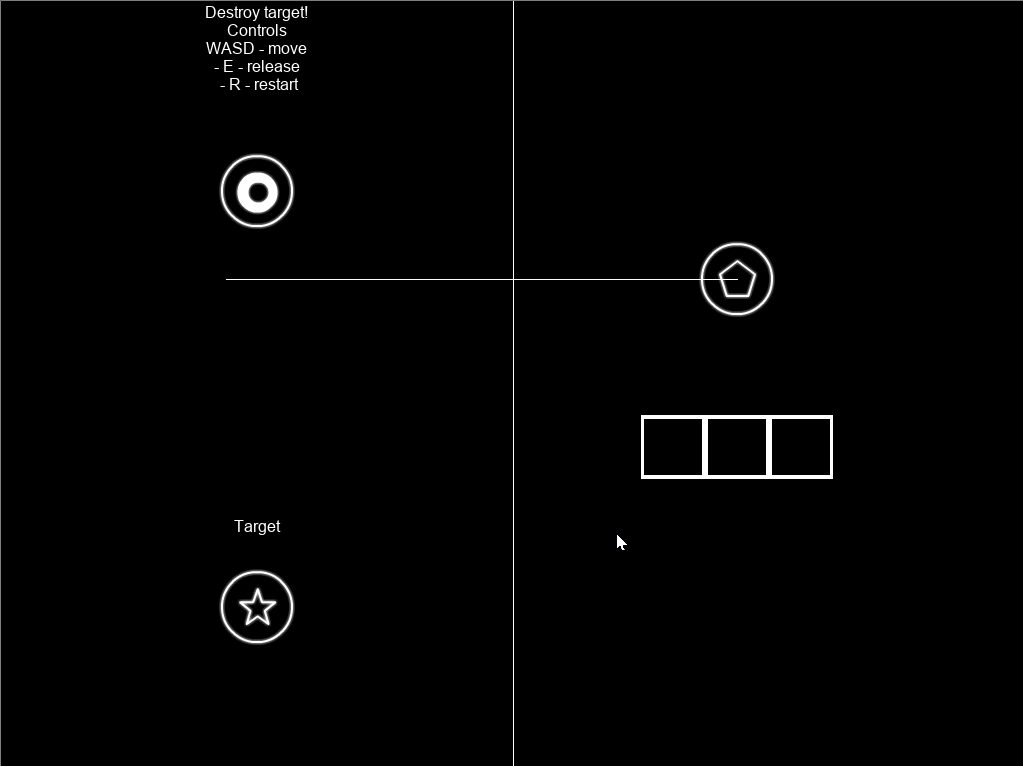 Destroy target!
Controls
WASD - move
- E - release
- R - restart
Target